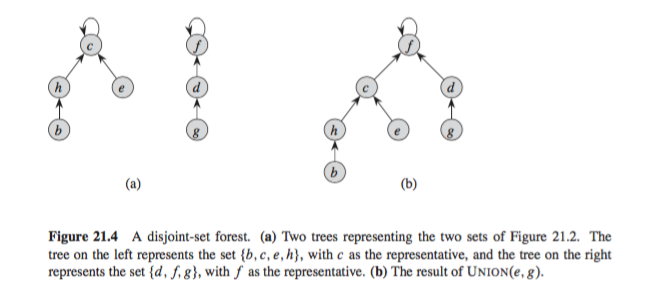 c f f
h e d c d
b g h e g
b
(a) (b)
Figure 21.4 A disjoint-set forest. (a) Two trees representing the two sets of Figure 21.2. The
tree on the left represents the set {b, c, e, h}, with c as the representative, and the tree on the right
represents the set {d, f, g}, with f as the representative. (b) The result of UNION(e, g).